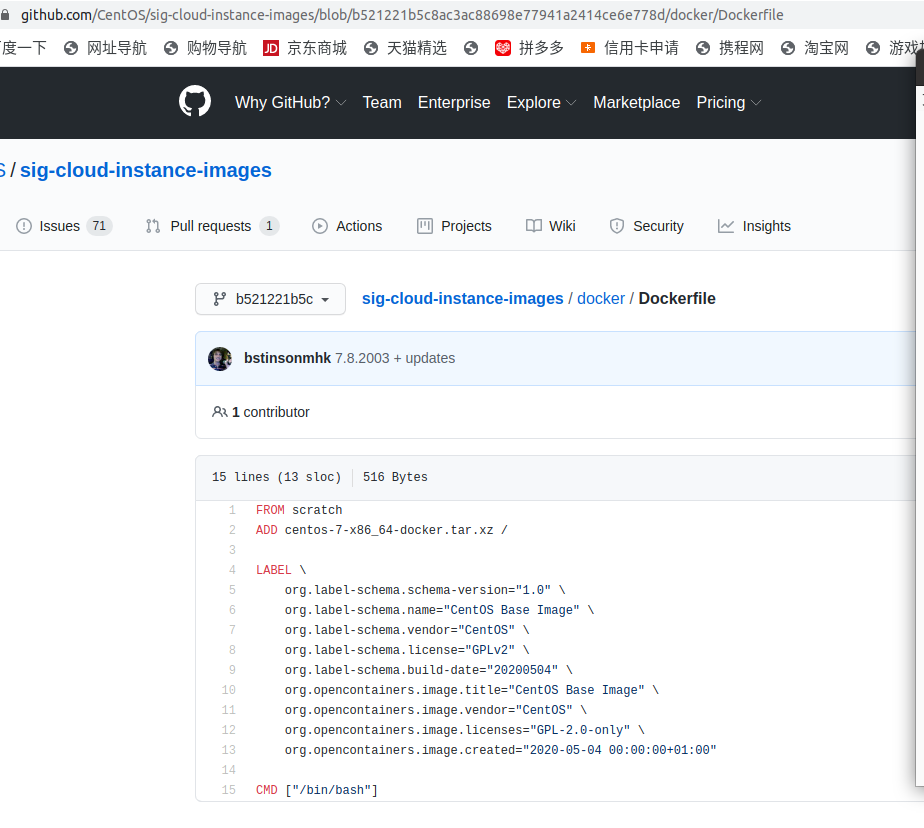 github.com/CentOS/sig-cloud-instance-images/blob/b521221b5c8ac3ac88698e77941a2414ce6e778d/docker/Dockerfile
度一下 网址导航 购物导航 JD 京东商城 天猫精选 拼多多 信用卡申请 携程网 淘宝网 游戏
Why GitHub? Team Enterprise Explore Marketplace Pricing
S / sig-cloud-instance-images
Issues 71 Pull requests 1 Actions Projects Wiki Security Insights
b521221b5c sig-cloud-instance-images / docker / Dockerfile
bstinsonmhk 7.8.2003 + updates
1 contributor
15 lines (13 sloc) 516 Bytes
1 FROM scratch
2 ADD centos-7-x86_64-docker.tar.xz /
3
4 LABEL \
5 org.label-schema.schema-version="1.0" \
6 org.label-schema.name="CentOS Base Image" \
7 org.label-schema.vendor="CentOS" \
8 org.label-schema.license="GPLv2" \
9 org.label-schema.build-date="20200504" \
10 org.opencontainers.image.title="CentOS Base Image" \
11 org.opencontainers.image.vendor="CentOS" \
12 org.opencontainers.image.licenses="GPL-2.0-only" \
13 org.opencontainers.image.created="2020-05-04 00:00:00+01:00"
14
15 CMD ["/bin/bash"]